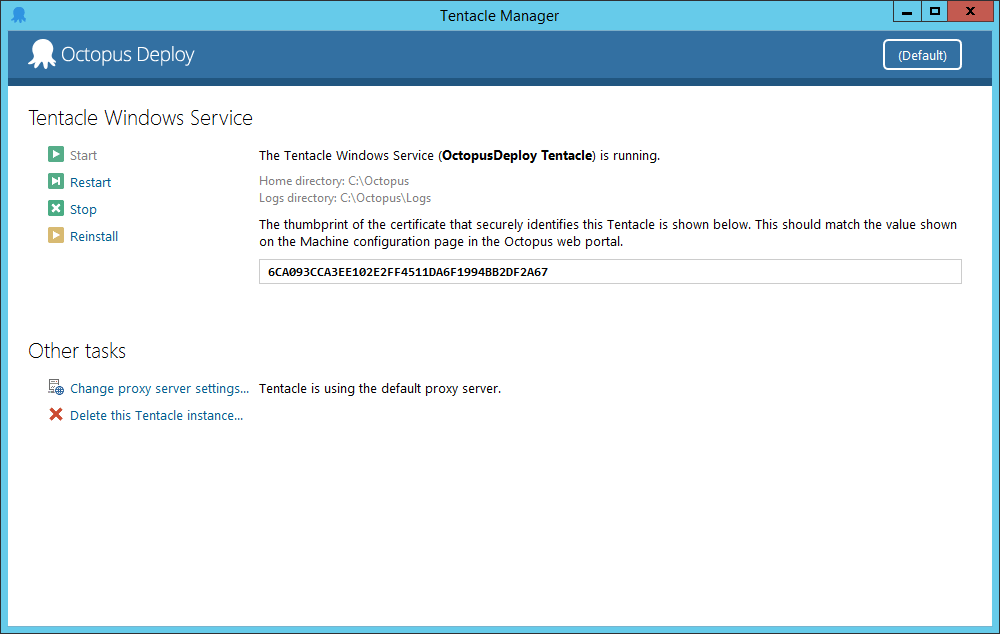 Tentacle Manager
Octopus Deploy
(Default)
Tentacle Windows Service
Start
The Tentacle Windows Service (OctopusDeploy Tentacle) is running.
Restart
Home directory: C:\Octopus
Logs directory: C:\Octopus\Logs
Stop
Reinstall
The thumbprint of the certificate that securely identifies this Tentacle is shown below. This should match the value shown
on the Machine configuration page in the Octopus web portal.
6CA093CCA3EE102E2FF4511DA6F1994BB2DF2A67
Other tasks
Change proxy server settings...
Tentacle is using the default proxy server.
Delete this Tentacle instance...